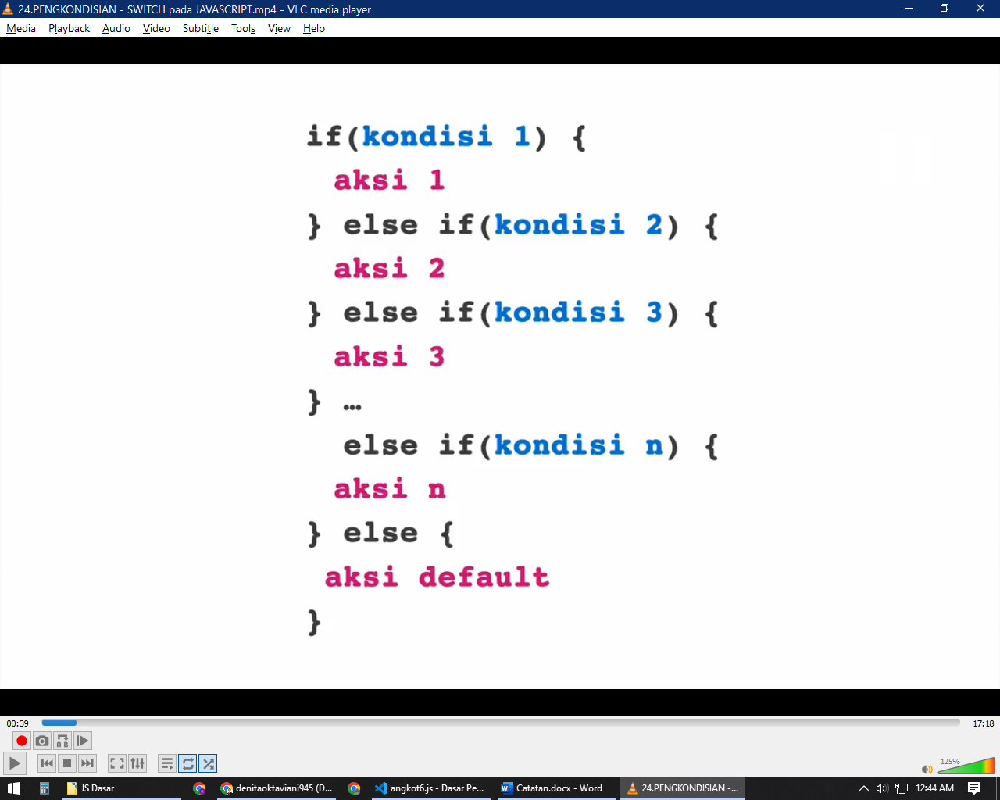 24.PENGKONDISIAN - SWITCH pada JAVASCRIPT.mp4 - VLC media player
Media Playback Audio Video Subtitle Tools View Help
if(kondisi 1) {
aksi 1
} else if(kondisi 2) {
aksi 2
} else if(kondisi 3) {
aksi 3
} …
else if(kondisi n) {
aksi n
} else {
aksi default
}
00:39 17:18
A B
125%
JS Dasar denitaoktaviani945 (D... angkot6.js - Dasar Pe... Catatan.docx - Word 24.PENGKONDISIAN -... 12:44 AM